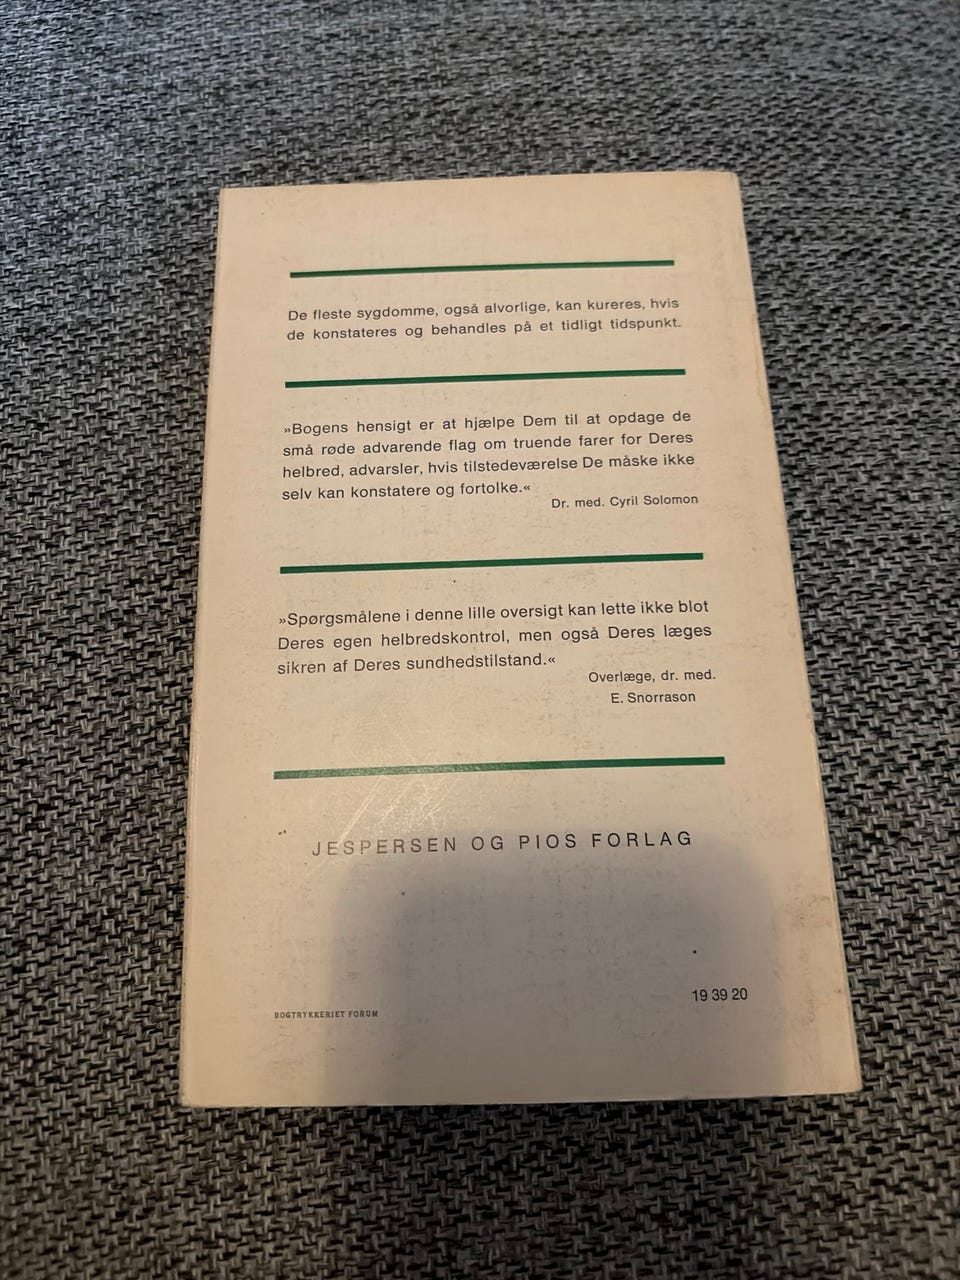 De fleste sygdomme, også alvorlige, kan kureres, hvis
de konstateres og behandles på et tidligt tidspunkt.
»Bogens hensigt er at hjælpe Dem til at opdage de
små røde advarende flag om truende farer for Deres
helbred, advarsler, hvis tilstedeværelse De måske ikke
selv kan konstatere og fortolke.«
Dr. med. Cyril Solomon
»Spørgsmålene i denne lille oversigt kan lette ikke blot
Deres egen helbredskontrol, men også Deres læges
sikren af Deres sundhedstilstand.«
Overlæge, dr. med.
E. Snorrason
JESPERSEN OG PIOS FORLAG
19 39 20
BOGTRYKKERIET FORUM